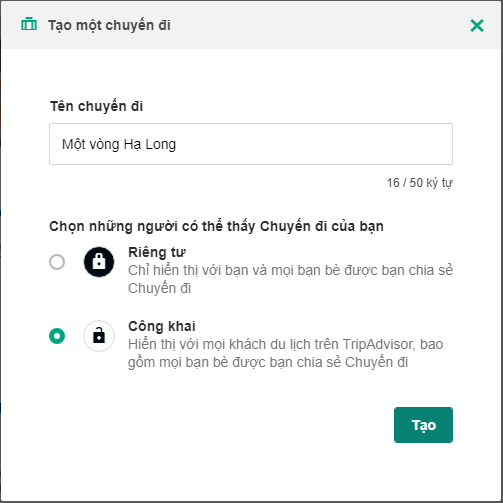 Tạo một chuyến đi
Tên chuyến đi
Một vòng Hạ Long
16 / 50 ký tự
Chọn những người có thể thấy Chuyến đi của bạn
Riêng tư
Chỉ hiển thị với bạn và mọi bạn bè được bạn chia sẻ
Chuyến đi
Công khai
Hiển thị với mọi khách du lịch trên TripAdvisor, bao
gồm mọi bạn bè được bạn chia sẻ Chuyến đi
Tạo